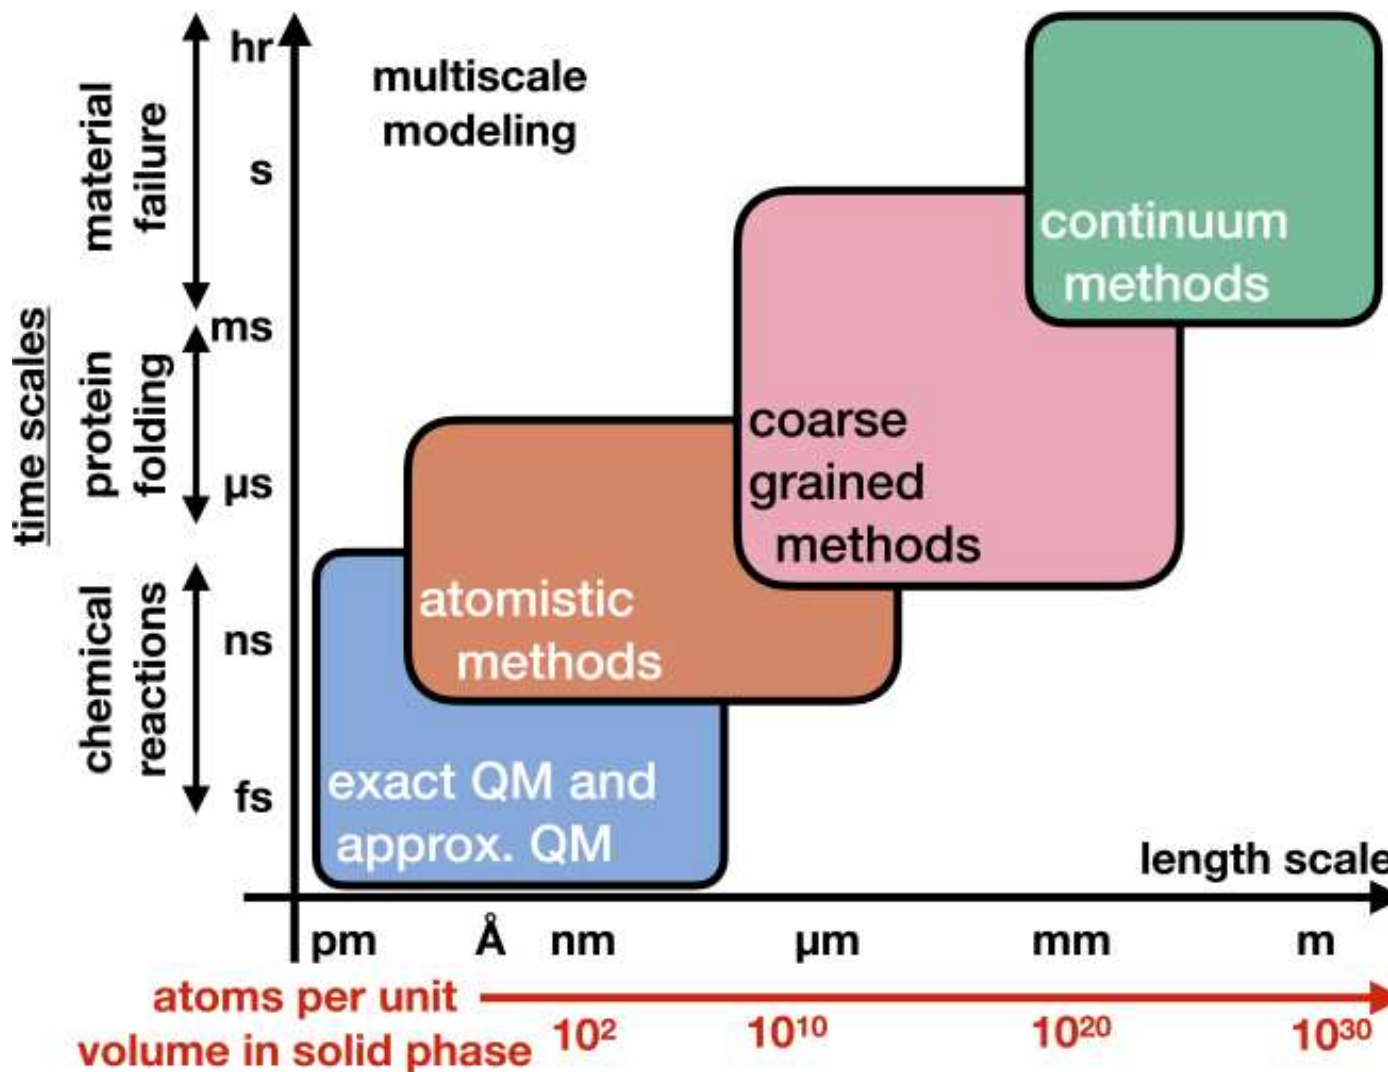 multiscale
modeling
hr
s
ms
µs
ns
fs
time scales
material
failure
protein
folding
chemical
reactions
continuum
methods
coarse
grained
methods
atomistic
methods
exact QM and
approx. QM
length scale
pm Å nm µm mm m
atoms per unit
volume in solid phase
10² 10¹⁰ 10²⁰ 10³⁰